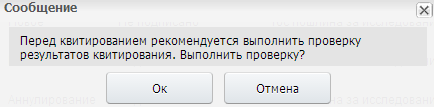 Сообщение
Перед квитированием рекомендуется выполнить проверку
результатов квитирования. Выполнить проверку?
Ок
Отмена